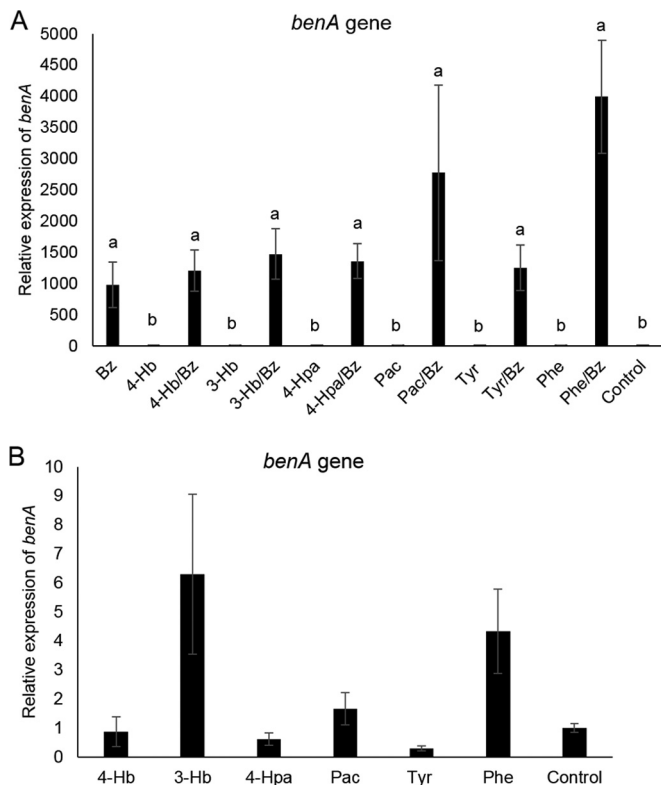 A
benA gene
Relative expression of benA
5000
4500
4000
3500
3000
2500
2000
1500
1000
500
0
a b a b a b a b a b a b a b
Bz 4-Hb 4-Hb/Bz 3-Hb 3-Hb/Bz 4-Hpa 4-Hpa/Bz Pac Pac/Bz Tyr Tyr/Bz Phe Phe/Bz Control
B
benA gene
Relative expression of benA
10
9
8
7
6
5
4
3
2
1
0
4-Hb 3-Hb 4-Hpa Pac Tyr Phe Control